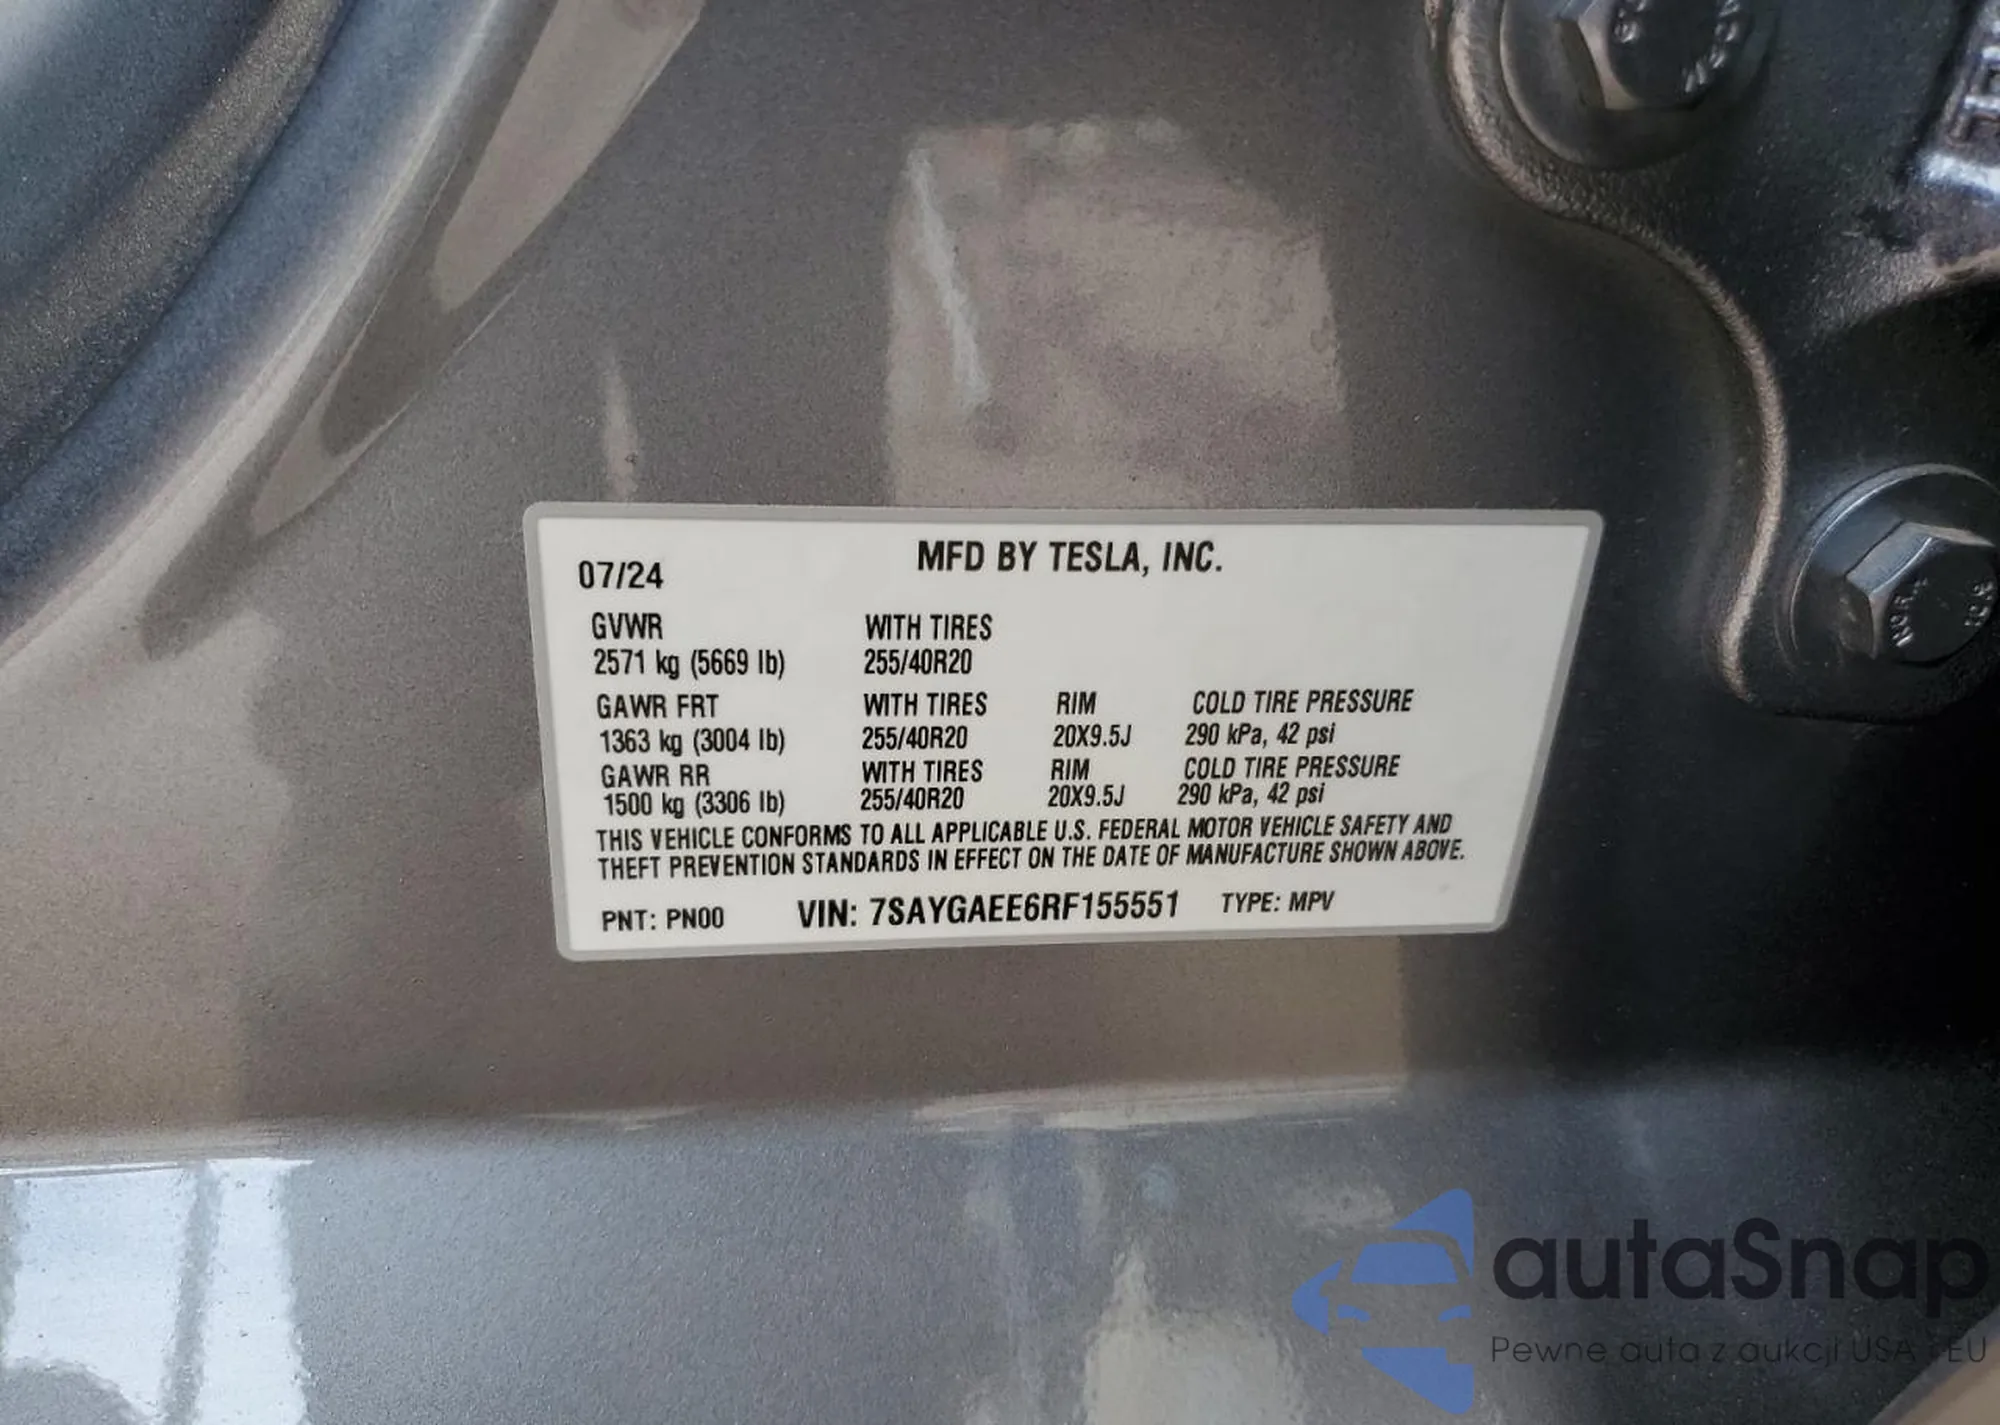 07/24
MFD BY TESLA, INC.
GVWR WITH TIRES
2571 kg (5669 lb) 255/40R20
GAWR FRT WITH TIRES RIM COLD TIRE PRESSURE
1363 kg (3004 lb) 255/40R20 20X9.5J 290 kPa, 42 psi
GAWR RR WITH TIRES RIM COLD TIRE PRESSURE
1500 kg (3306 lb) 255/40R20 20X9.5J 290 kPa, 42 psi
THIS VEHICLE CONFORMS TO ALL APPLICABLE U.S. FEDERAL MOTOR VEHICLE SAFETY AND
THEFT PREVENTION STANDARDS IN EFFECT ON THE DATE OF MANUFACTURE SHOWN ABOVE.
PNT: PN00 VIN: 7SAYGAEE6RF155551 TYPE: MPV
autaSnap
Pewne auta z aukcji USA i EU